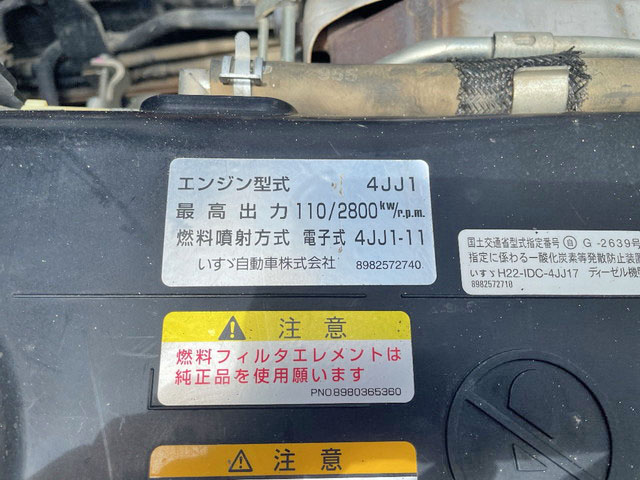 エンジン型式 4JJ1
最高出力 110/2800kW/r.p.m.
燃料噴射方式 電子式 4JJ1-11
いすゞ自動車株式会社 8982572740
国土交通省型式指定番号 自 G-2639号
指定に係わる一酸化炭素等発散防止装置
いすゞH22-IDC-4JJ17 ディーゼル機
8982572710
注意
燃料フィルタエレメントは
純正品を使用願います
PNO8980365360
注意